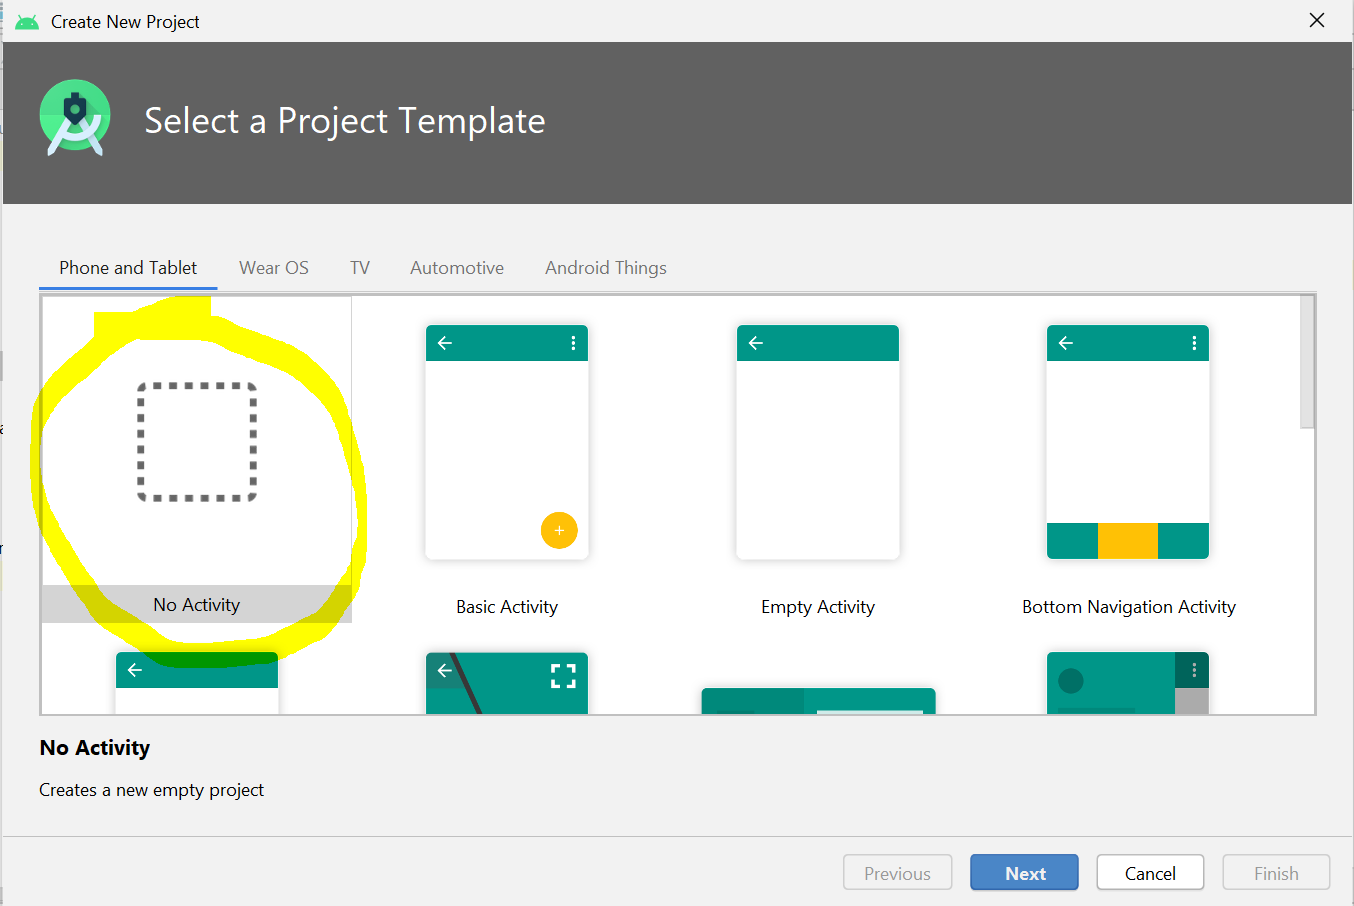 Create New Project
Select a Project Template
Phone and Tablet Wear OS TV Automotive Android Things
No Activity Basic Activity Empty Activity Bottom Navigation Activity
No Activity
Creates a new empty project
Previous Next Cancel Finish